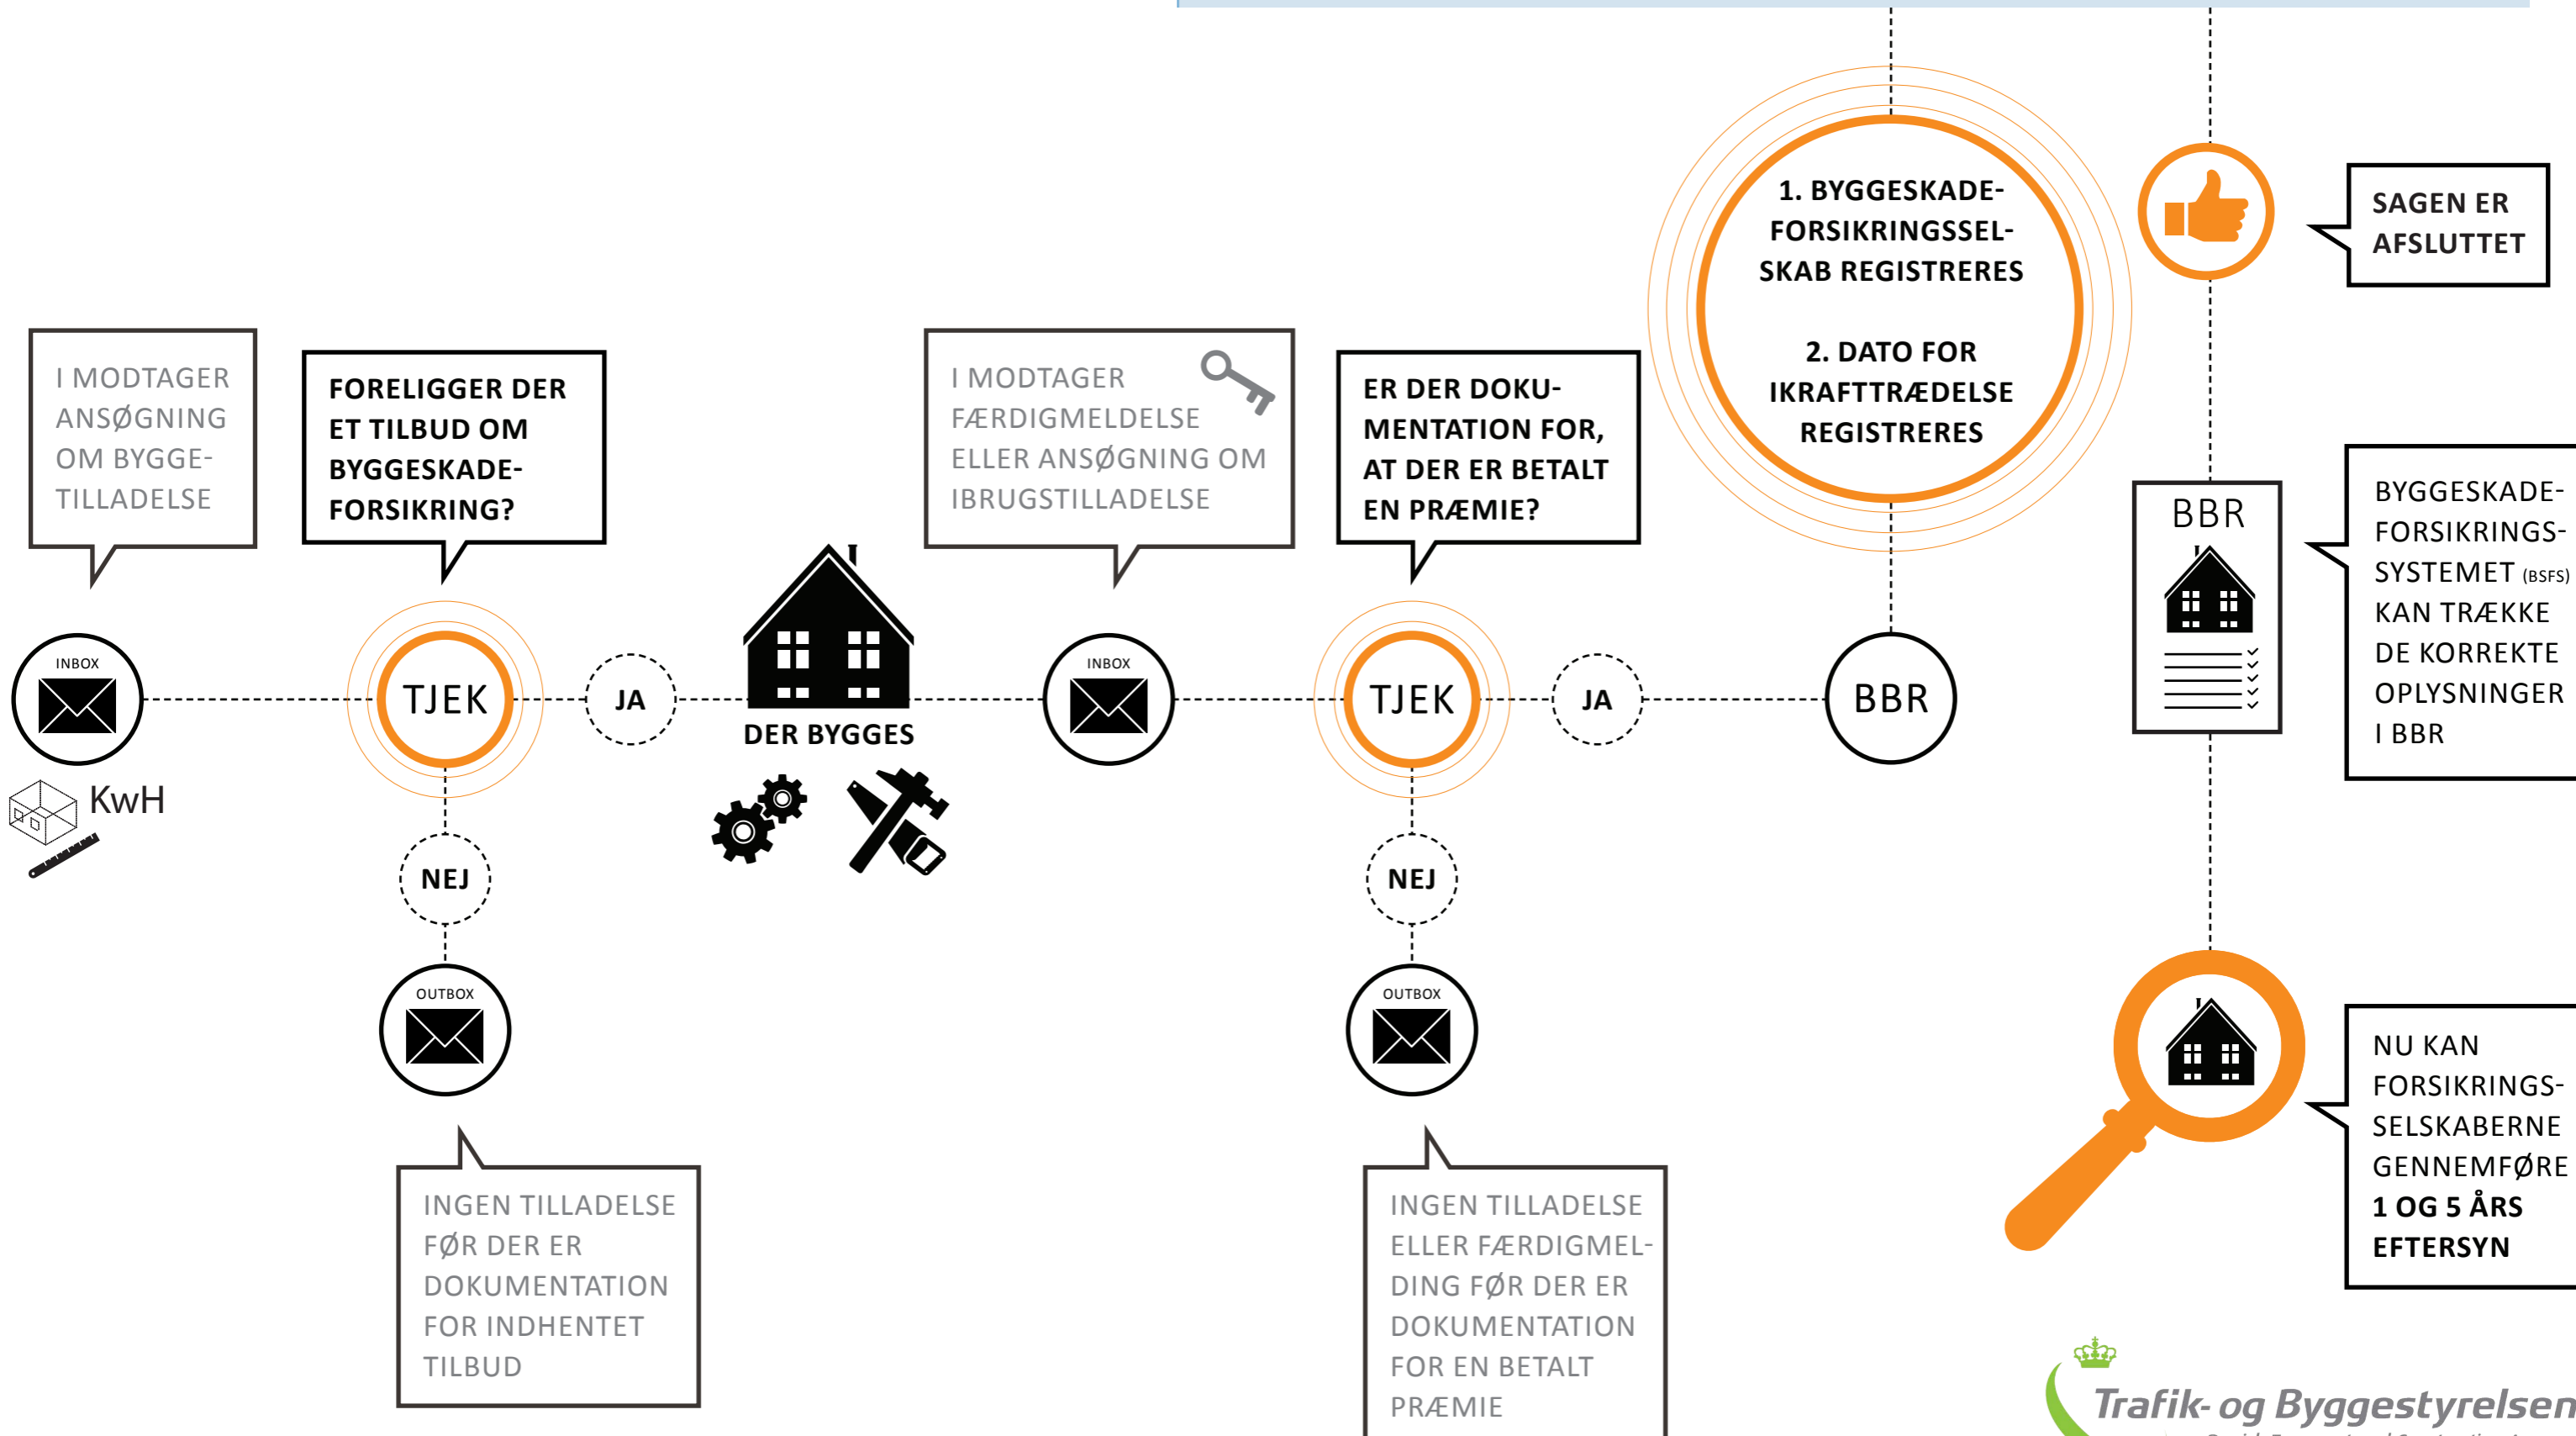 I MODTAGER
ANSØGNING
OM BYGGE-
TILLADELSE
INBOX
KwH
FORELIGGER DER
ET TILBUD OM
BYGGESKADE-
FORSIKRING?
TJEK
JA
NEJ
OUTBOX
INGEN TILLADELSE
FØR DER ER
DOKUMENTATION
FOR INDHENTET
TILBUD
DER BYGGES
I MODTAGER
FÆRDIGMELDELSE
ELLER ANSØGNING OM
IBRUGSTILLADELSE
INBOX
ER DER DOKU-
MENTATION FOR,
AT DER ER BETALT
EN PRÆMIE?
TJEK
JA
NEJ
OUTBOX
INGEN TILLADELSE
ELLER FÆRDIGMEL-
DING FØR DER ER
DOKUMENTATION
FOR EN BETALT
PRÆMIE
BBR
1. BYGGESKADE-
FORSIKRINGSSEL-
SKAB REGISTRERES
2. DATO FOR
IKRAFTTRÆDELSE
REGISTRERES
SAGEN ER
AFSLUTTET
BBR
BYGGESKADE-
FORSIKRINGS-
SYSTEMET (BSFS)
KAN TRÆKKE
DE KORREKTE
OPLYSNINGER
I BBR
NU KAN
FORSIKRINGS-
SELSKABERNE
GENNEMFØRE
1 OG 5 ÅRS
EFTERSYN
Trafik- og Byggestyrelsen